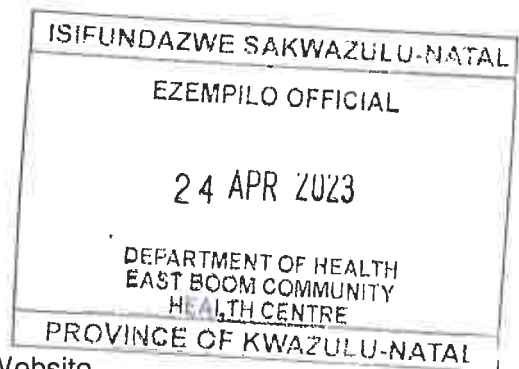 ISIFUNDAZWE SAKWAZULU-NATAL
EZEMPILO OFFICIAL
24 APR 2023
DEPARTMENT OF HEALTH
EAST BOOM COMMUNITY
HEALTH CENTRE
PROVINCE OF KWAZULU-NATAL
Website